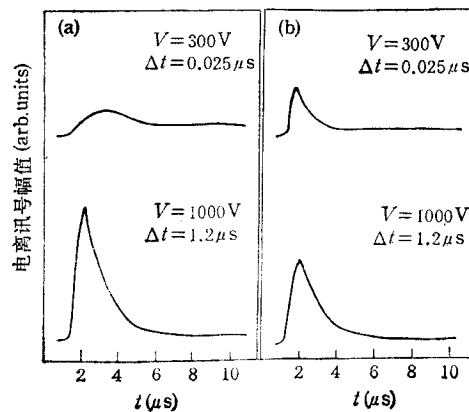 电离讯号幅值 (arb.units)
(a)
V=300V
Δt=0.025μs
V=1000V
Δt=1.2μs
2 4 6 8 10
t(μs)
(b)
V=300V
Δt=0.025μs
V=1000V
Δt=1.2μs
2 4 6 8 10
t(μs)